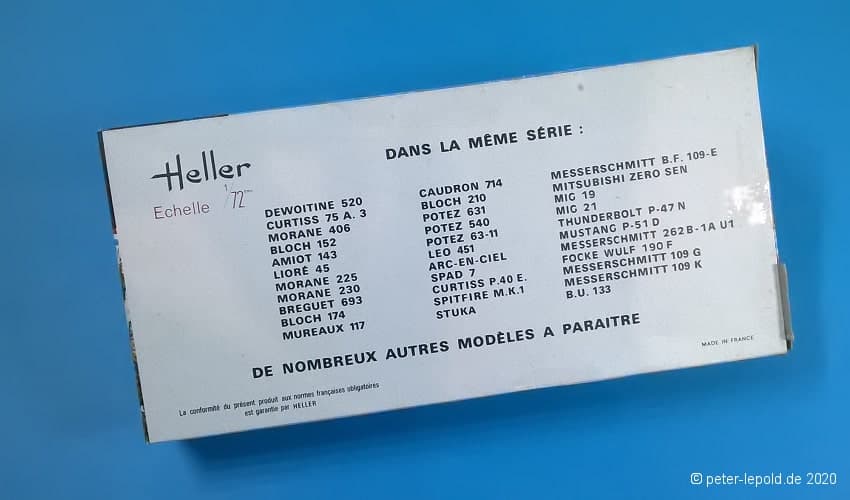 Heller
Echelle 1/72ème
DANS LA MÊME SÉRIE :
DEWOITINE 520
CURTISS 75 A. 3
MORANE 406
BLOCH 152
AMIOT 143
LIORÉ 45
MORANE 225
MORANE 230
BREGUET 693
BLOCH 174
MUREAUX 117
CAUDRON 714
BLOCH 210
POTEZ 631
POTEZ 540
POTEZ 63-11
LEO 451
ARC-EN-CIEL
SPAD 7
CURTISS P.40 E.
SPITFIRE M.K.1
STUKA
MESSERSCHMITT B.F. 109-E
MITSUBISHI ZERO SEN
MIG 19
MIG 21
THUNDERBOLT P-47 N
MUSTANG P-51 D
MESSERSCHMITT 262 B-1A U1
FOCKE WULF 190 F
MESSERSCHMITT 109 G
MESSERSCHMITT 109 K
B.U. 133
DE NOMBREUX AUTRES MODÈLES A PARAITRE
MADE IN FRANCE
La conformité du présent produit aux normes françaises obligatoires
est garantie par HELLER
© peter-lepold.de 2020